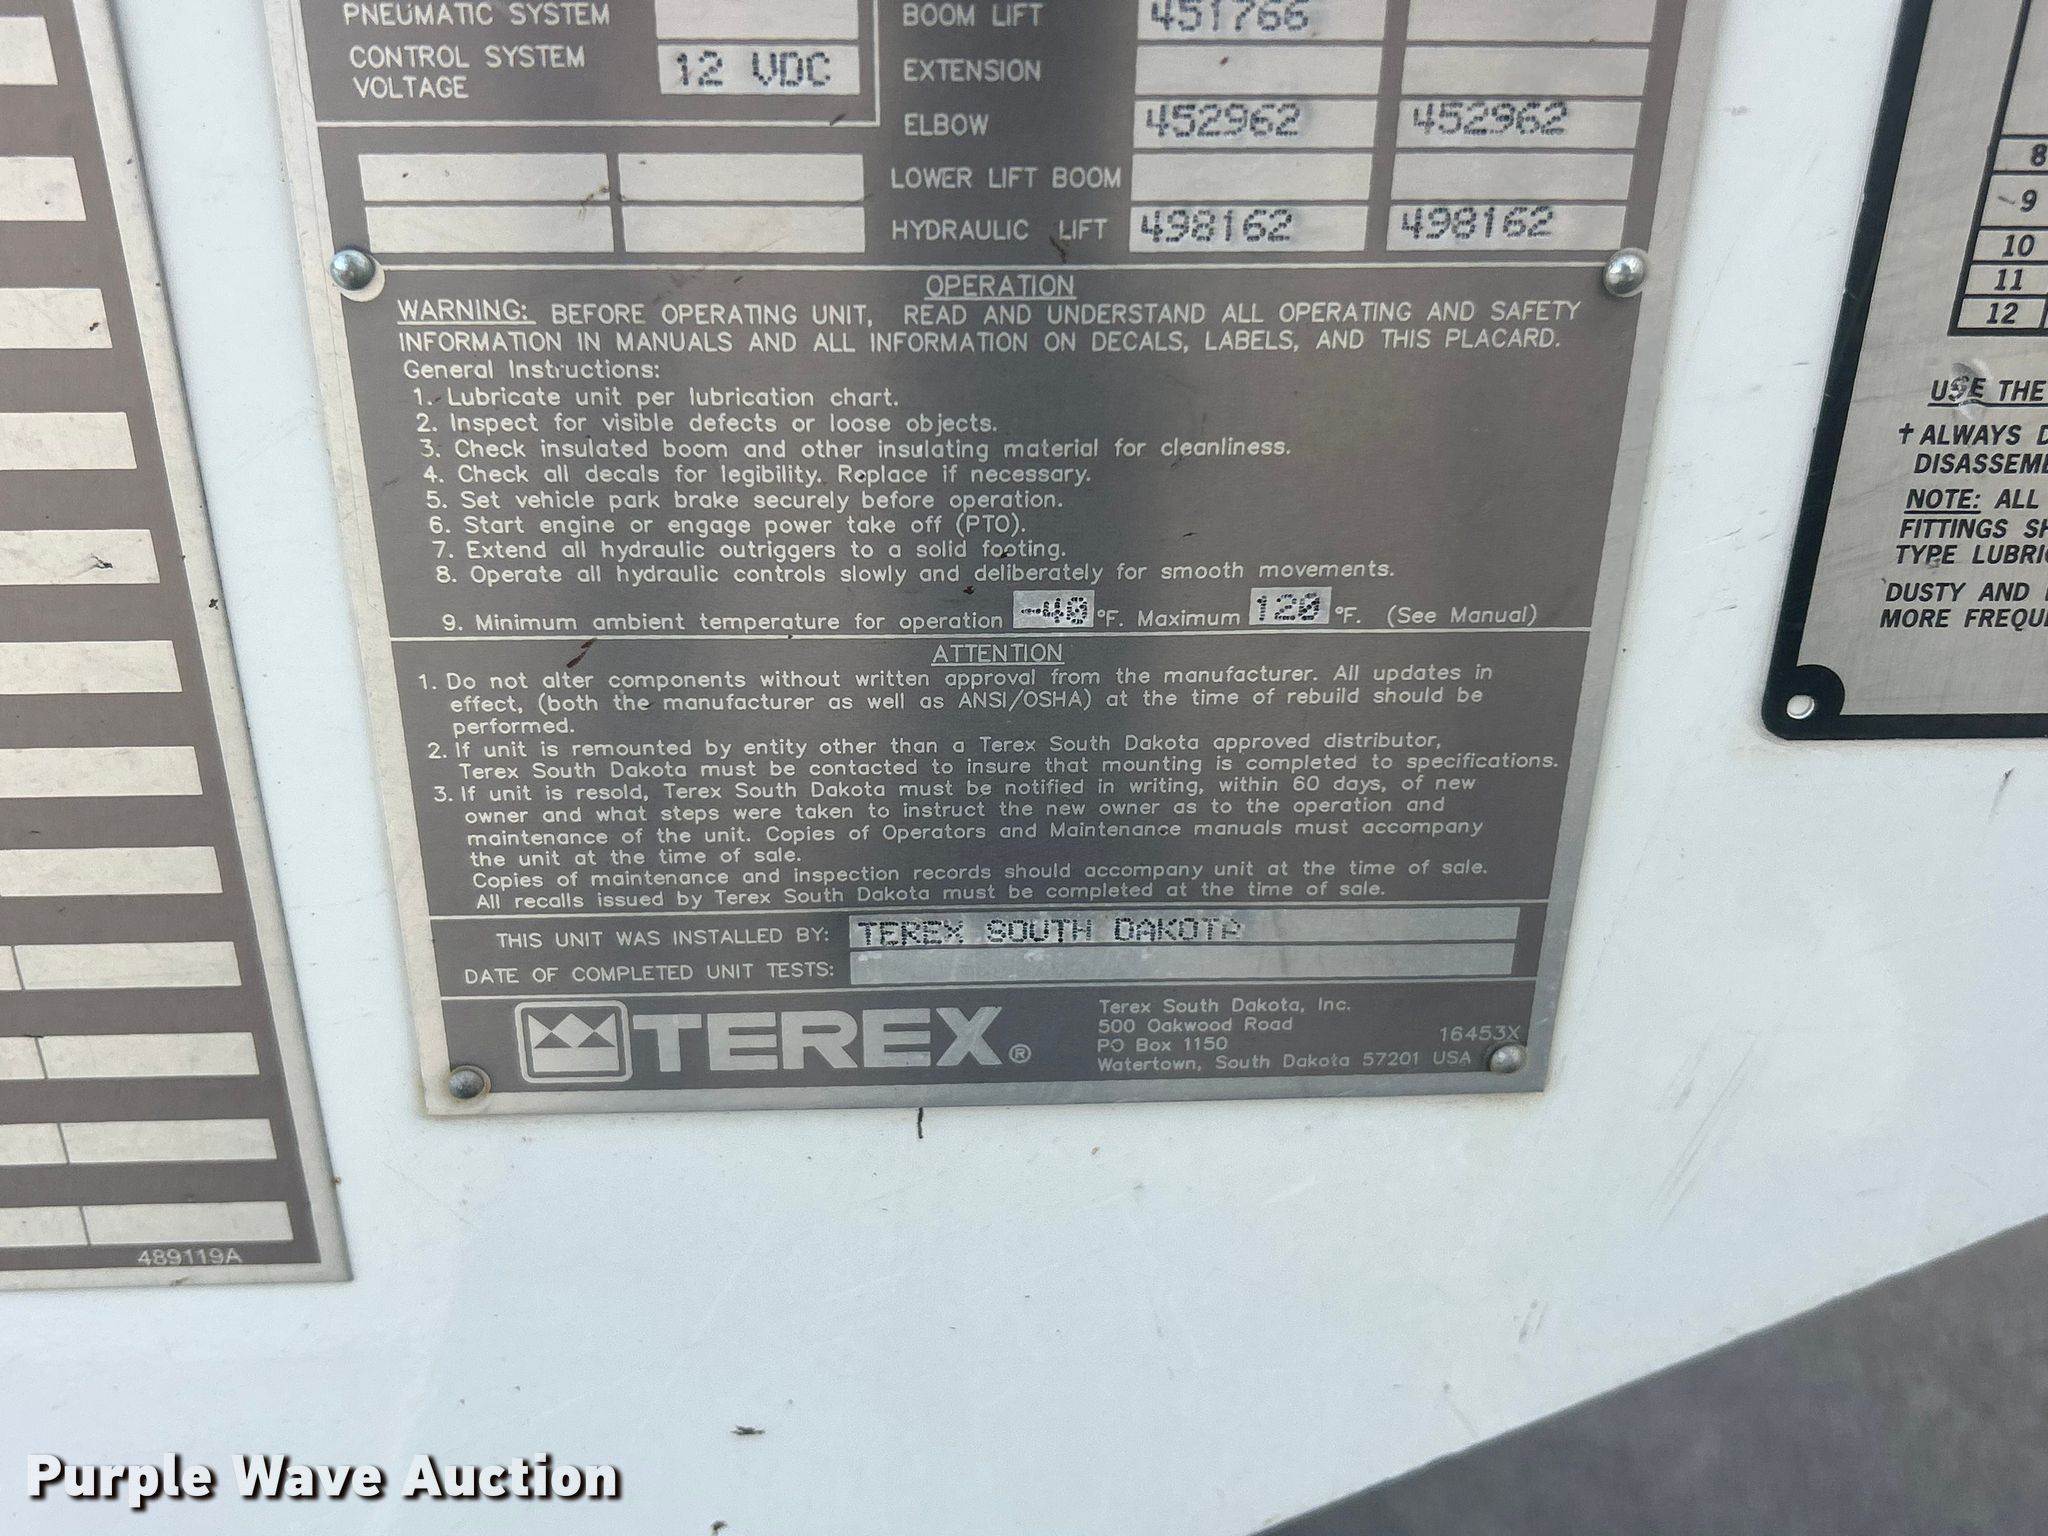 PNEUMATIC SYSTEM
CONTROL SYSTEM
VOLTAGE
12 VDC
BOOM LIFT 451766
EXTENSION
ELBOW 452962 452962
LOWER LIFT BOOM
HYDRAULIC LIFT 498162 498162
OPERATION
WARNING: BEFORE OPERATING UNIT, READ AND UNDERSTAND ALL OPERATING AND SAFETY
INFORMATION IN MANUALS AND ALL INFORMATION ON DECALS, LABELS, AND THIS PLACARD.
General Instructions:
1. Lubricate unit per lubrication chart.
2. Inspect for visible defects or loose objects.
3. Check insulated boom and other insulating material for cleanliness.
4. Check all decals for legibility. Replace if necessary.
5. Set vehicle park brake securely before operation.
6. Start engine or engage power take off (PTO).
7. Extend all hydraulic outriggers to a solid footing.
8. Operate all hydraulic controls slowly and deliberately for smooth movements.
9. Minimum ambient temperature for operation -40 °F. Maximum 120 °F. (See Manual)
ATTENTION
1. Do not alter components without written approval from the manufacturer. All updates in
effect, (both the manufacturer as well as ANSI/OSHA) at the time of rebuild should be
performed.
2. If unit is remounted by entity other than a Terex South Dakota approved distributor,
Terex South Dakota must be contacted to insure that mounting is completed to specifications.
3. If unit is resold, Terex South Dakota must be notified in writing, within 60 days, of new
owner and what steps were taken to instruct the new owner as to the operation and
maintenance of the unit. Copies of Operators and Maintenance manuals must accompany
the unit at the time of sale.
Copies of maintenance and inspection records should accompany unit at the time of sale.
All recalls issued by Terex South Dakota must be completed at the time of sale.
THIS UNIT WAS INSTALLED BY: TEREX SOUTH DAKOTA
DATE OF COMPLETED UNIT TESTS:
TEREX®
Terex South Dakota, Inc.
500 Oakwood Road
PO Box 1150
Watertown, South Dakota 57201 USA
16453X
489119A
8
9
10
11
12
USE THE
† ALWAYS D
DISASSEME
NOTE: ALL
FITTINGS SH
TYPE LUBRI
DUSTY AND
MORE FREQU
Purple Wave Auction